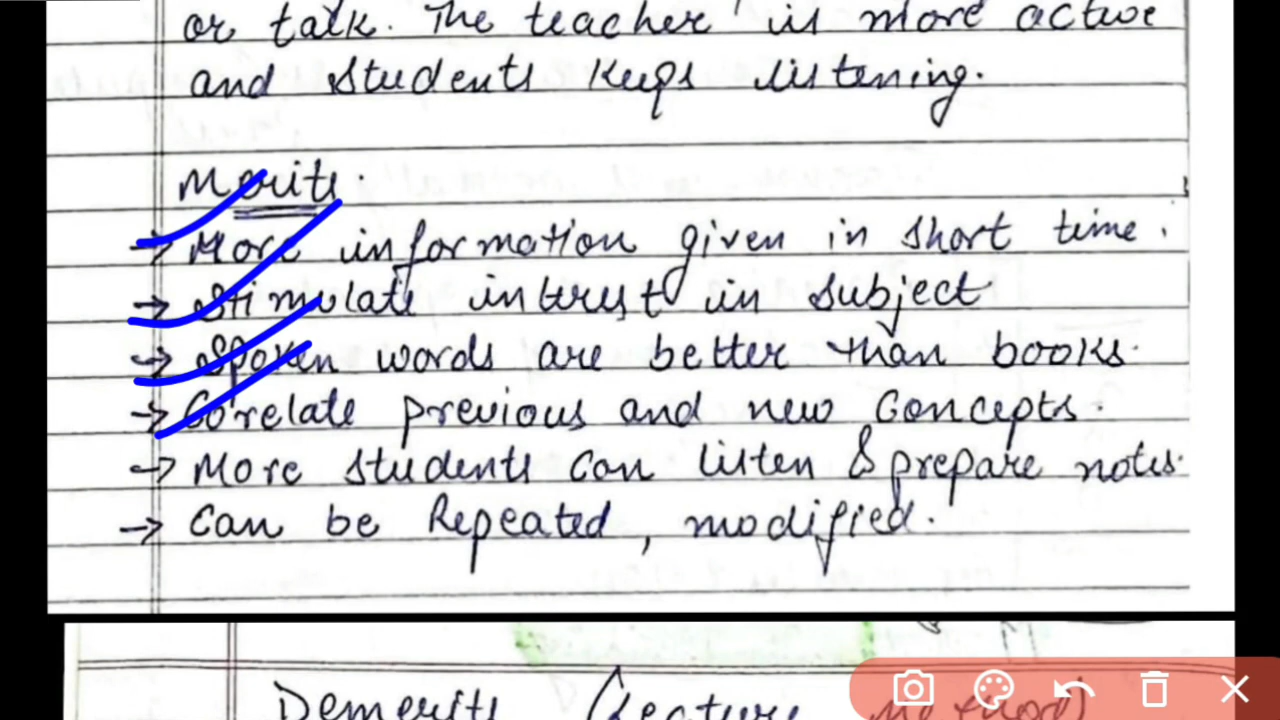 or talk. The teacher is more active
and students keeps listening.
Merits.
→ More information given in short time.
→ Stimulate interest in subject
→ Spoken words are better than books.
→ Corelate previous and new concepts.
→ More students can listen & prepare notes.
→ Can be Repeated, modified.
Demerits (Lecture method)